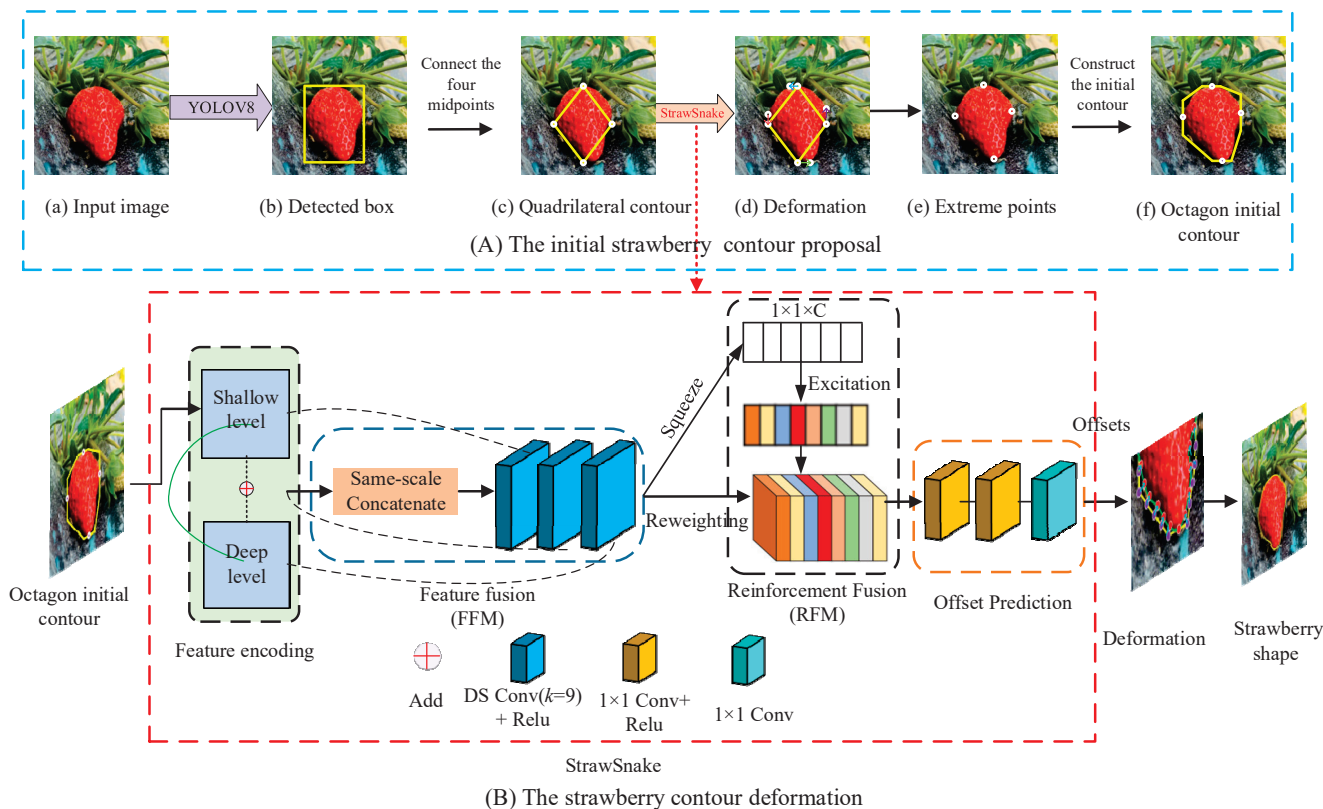 YOLOV8
Connect the
four
midpoints
StrawSnake
Construct
the initial
contour
(a) Input image
(b) Detected box
(c) Quadrilateral contour
(d) Deformation
(e) Extreme points
(f) Octagon initial
contour
(A) The initial strawberry contour proposal
1×1×C
Squeeze
Excitation
Shallow
level
Deep
level
Same-scale
Concatenate
Reweighting
Offsets
Octagon initial
contour
Feature encoding
Feature fusion
(FFM)
Reinforcement Fusion
(RFM)
Offset Prediction
Deformation
Strawberry
shape
Add
DS Conv(k=9)
+ Relu
1×1 Conv+
Relu
1×1 Conv
StrawSnake
(B) The strawberry contour deformation